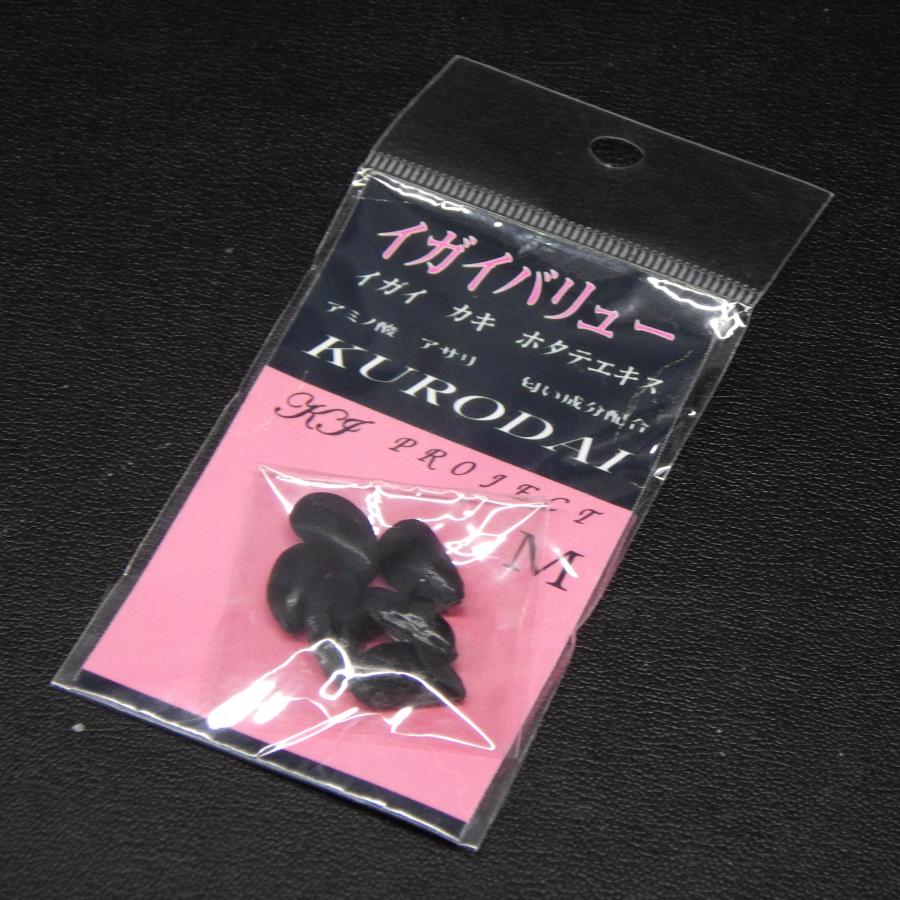 イガイバリュー
イガイ カキ ホタテエキス
アミノ酸 アサリ 匂い成分配合
KURODAI
KJ PROJECT
M